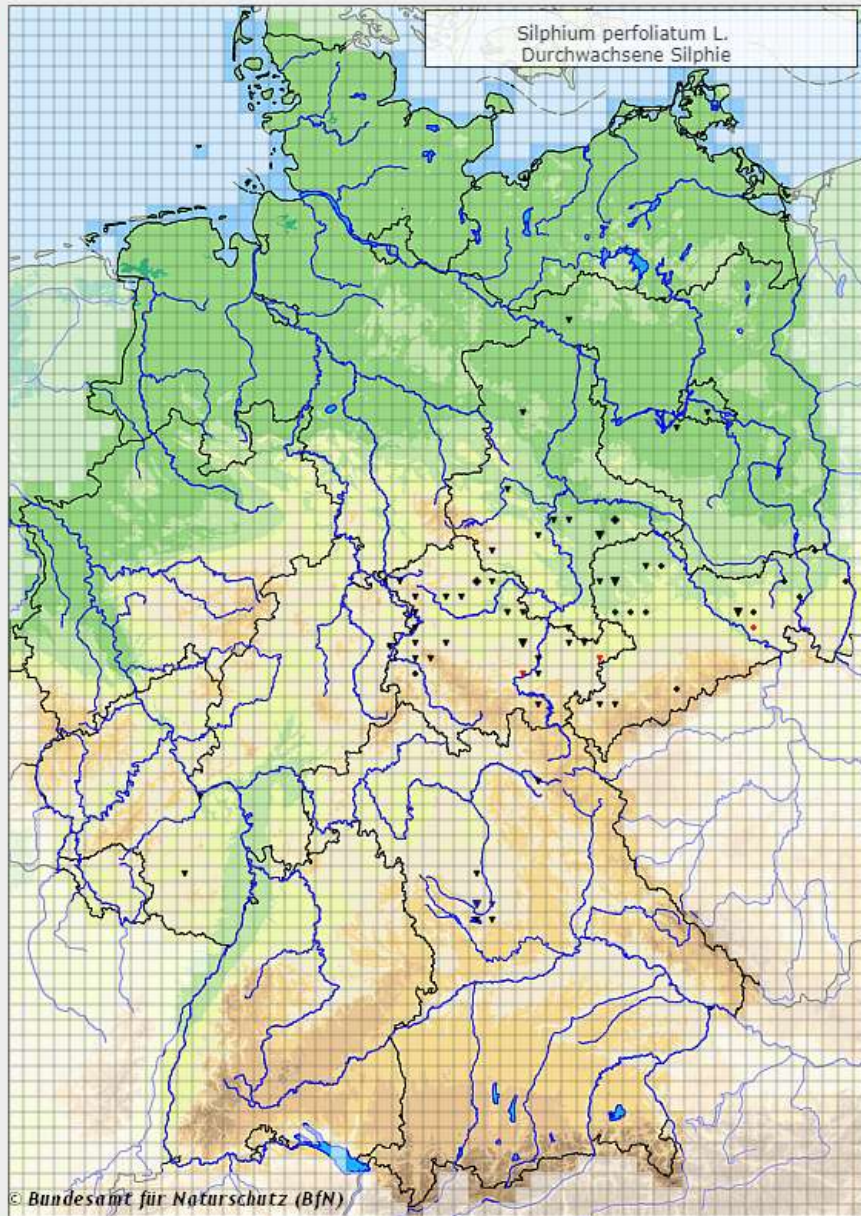 Silphium perfoliatum L.
Durchwachsene Silphie
© Bundesamt für Naturschutz (BfN)